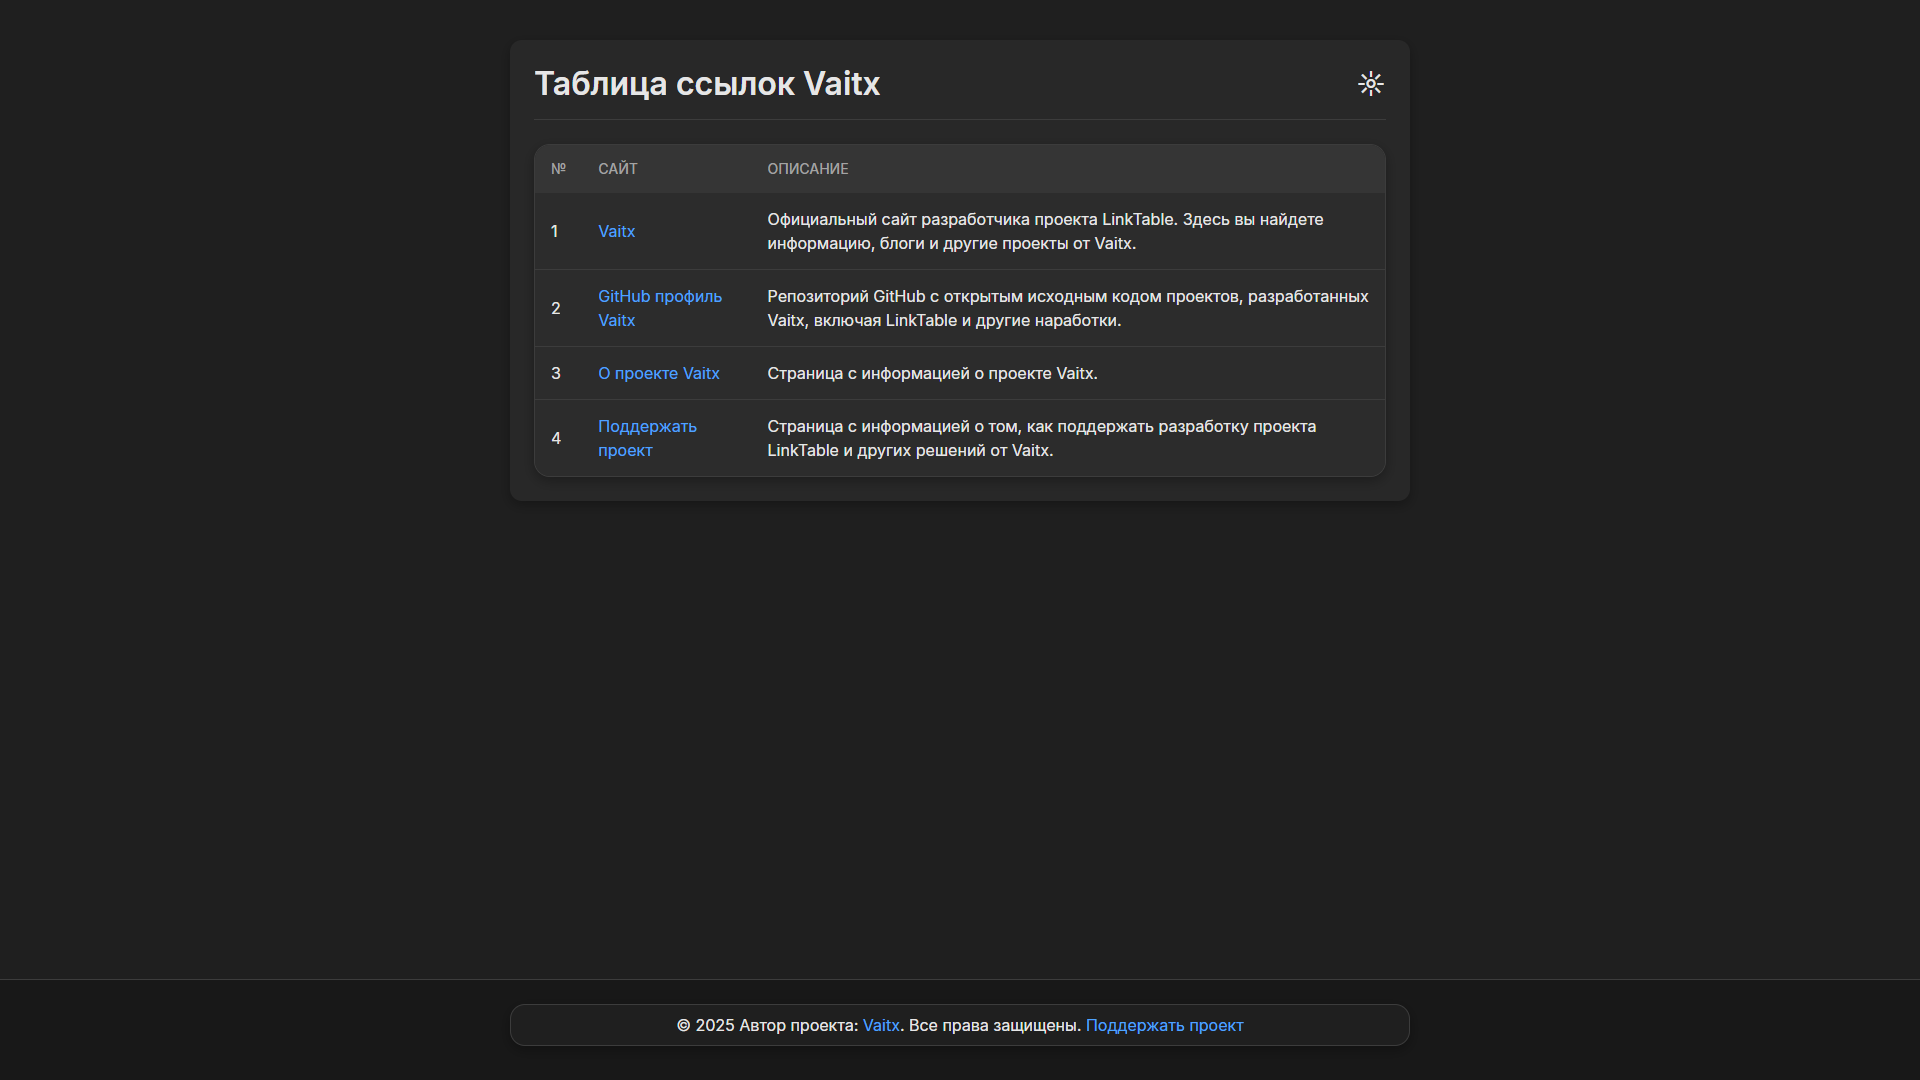 Таблица ссылок Vaitx
№ САЙТ ОПИСАНИЕ
1 Vaitx Официальный сайт разработчика проекта LinkTable. Здесь вы найдете
информацию, блоги и другие проекты от Vaitx.
2 GitHub профиль
Vaitx
Репозиторий GitHub с открытым исходным кодом проектов, разработанных
Vaitx, включая LinkTable и другие наработки.
3 О проекте Vaitx Страница с информацией о проекте Vaitx.
4 Поддержать
проект
Страница с информацией о том, как поддержать разработку проекта
LinkTable и других решений от Vaitx.
© 2025 Автор проекта: Vaitx. Все права защищены. Поддержать проект